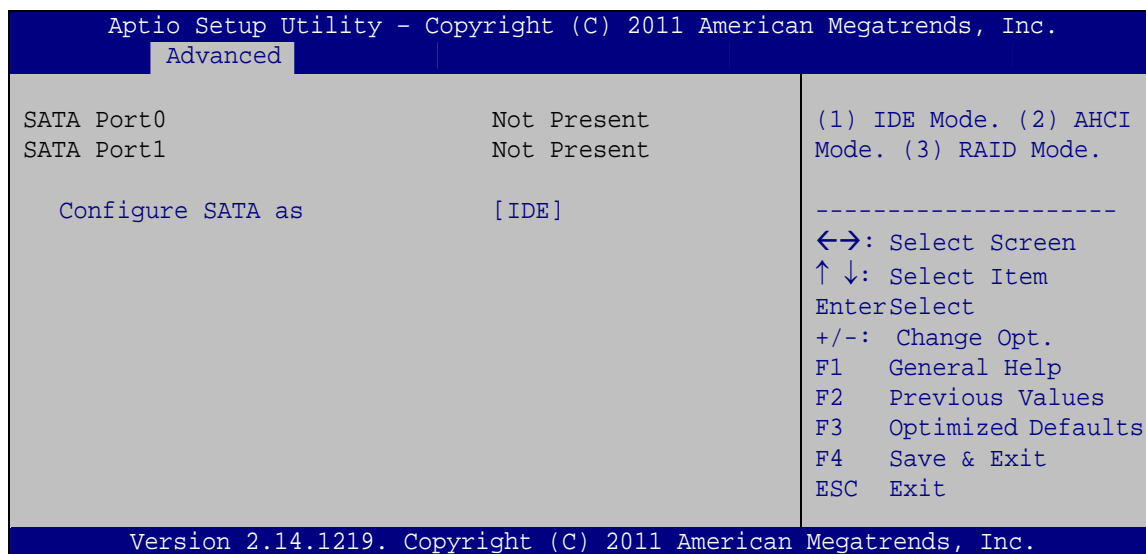 Aptio Setup Utility – Copyright (C) 2011 American Megatrends, Inc.
Advanced
SATA Port0 Not Present
SATA Port1 Not Present
Configure SATA as [IDE]
(1) IDE Mode. (2) AHCI
Mode. (3) RAID Mode.
---------------------
←→: Select Screen
↑ ↓: Select Item
EnterSelect
+/-: Change Opt.
F1 General Help
F2 Previous Values
F3 Optimized Defaults
F4 Save & Exit
ESC Exit
Version 2.14.1219. Copyright (C) 2011 American Megatrends, Inc.